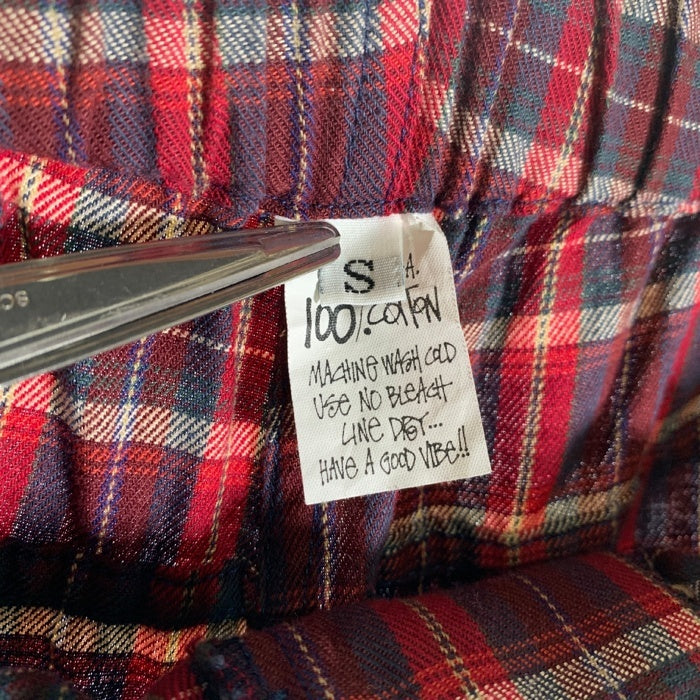 S
A.
100% COTTON
MACHINE WASH COLD
USE NO BLEACH
LINE DRY...
HAVE A GOOD VIBE!!